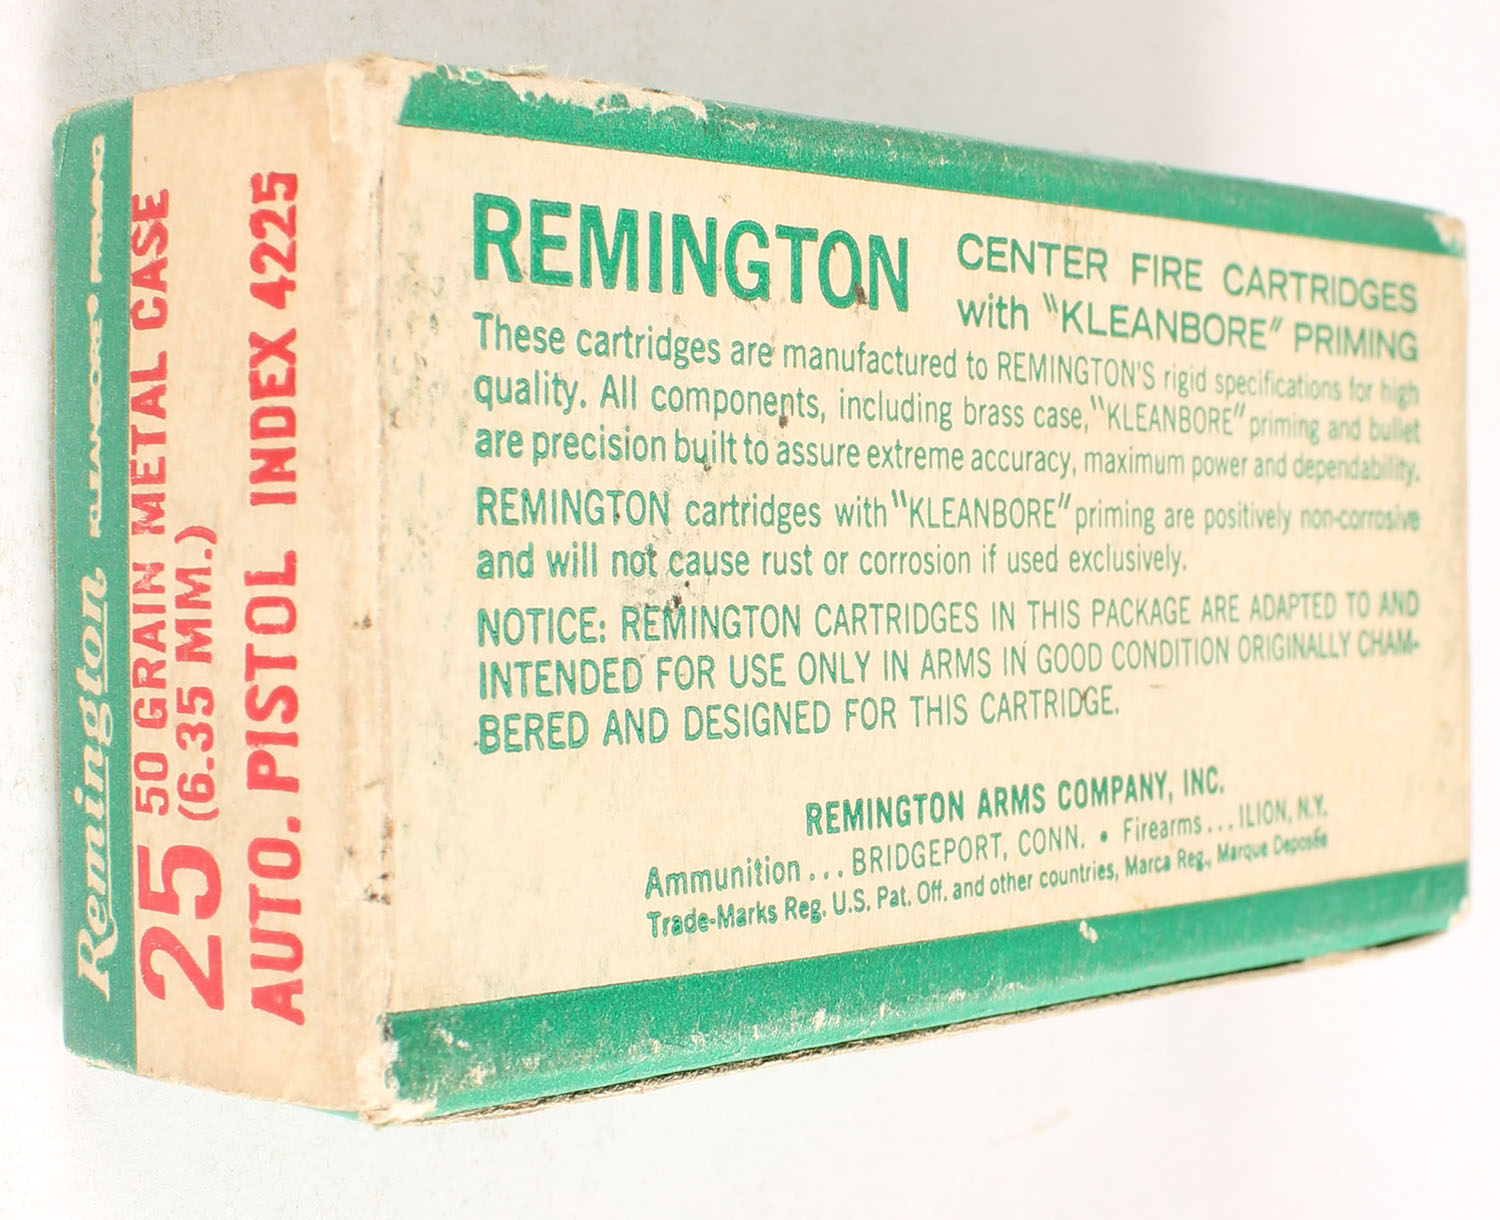 Remington KLEANBORE® PRIMING
25 50 GRAIN METAL CASE
(6.35 MM.)
AUTO. PISTOL INDEX 4225
REMINGTON CENTER FIRE CARTRIDGES
with "KLEANBORE" PRIMING
These cartridges are manufactured to REMINGTON'S rigid specifications for high
quality. All components, including brass case, "KLEANBORE" priming and bullet
are precision built to assure extreme accuracy, maximum power and dependability.
REMINGTON cartridges with "KLEANBORE" priming are positively non-corrosive
and will not cause rust or corrosion if used exclusively.
NOTICE: REMINGTON CARTRIDGES IN THIS PACKAGE ARE ADAPTED TO AND
INTENDED FOR USE ONLY IN ARMS IN GOOD CONDITION ORIGINALLY CHAM-
BERED AND DESIGNED FOR THIS CARTRIDGE.
REMINGTON ARMS COMPANY, INC.
Ammunition . . . BRIDGEPORT, CONN. • Firearms . . . ILION, N.Y.
Trade-Marks Reg. U.S. Pat. Off. and other countries, Marca Reg., Marque Deposée